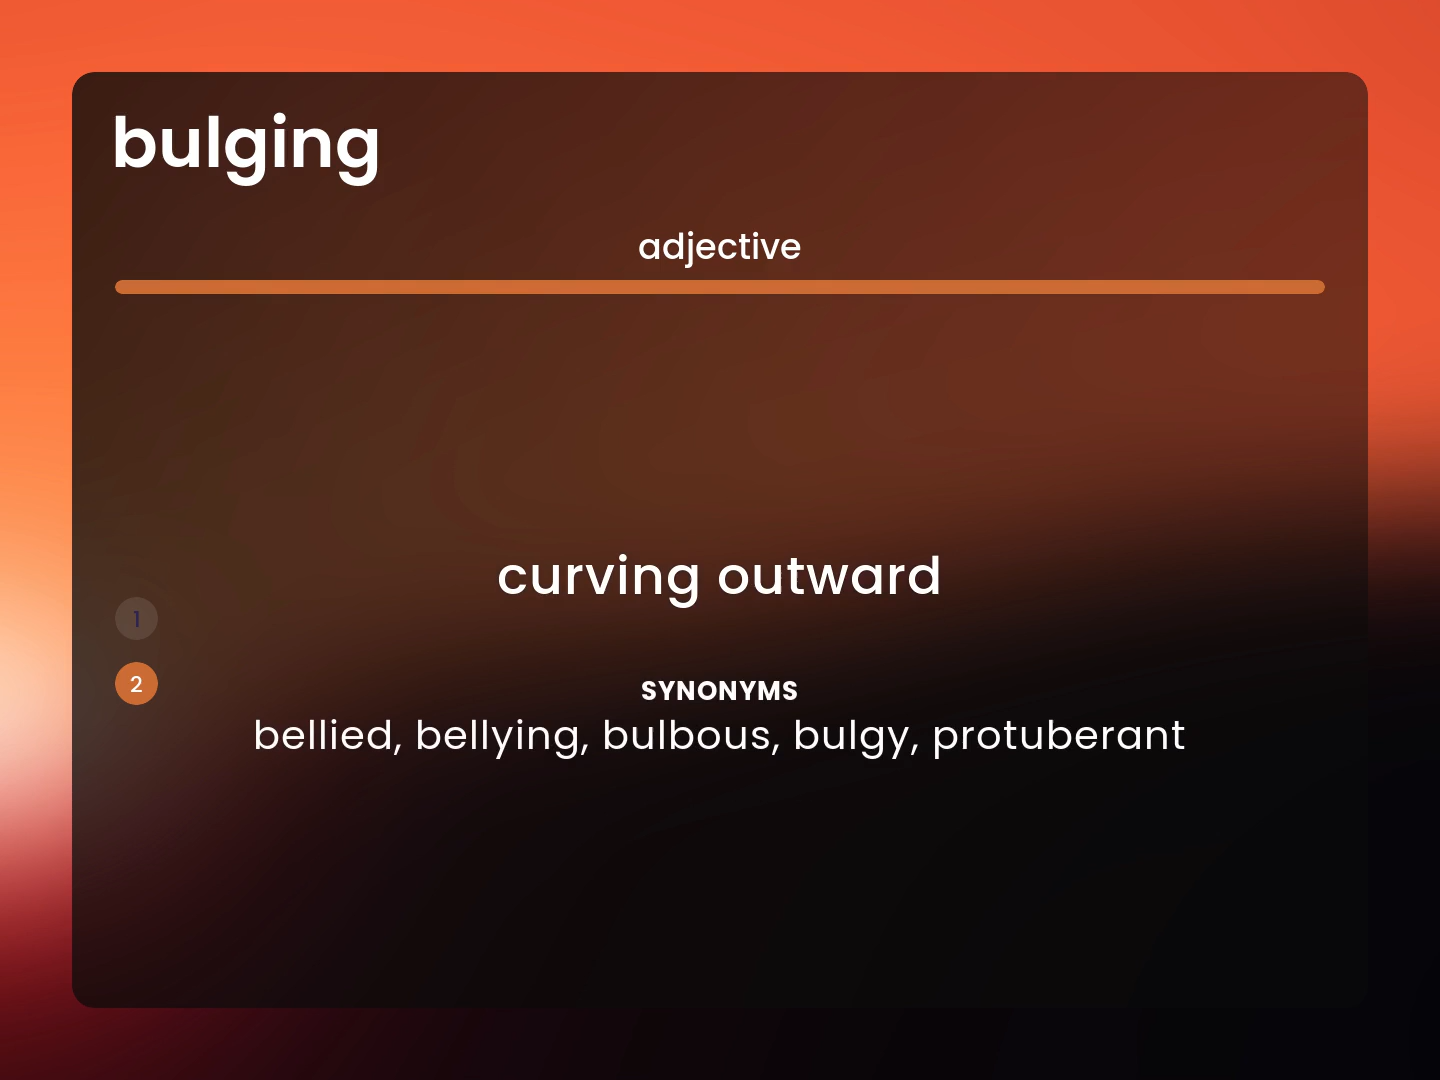 bulging
adjective
curving outward
1
2
SYNONYMS
bellied, bellying, bulbous, bulgy, protuberant